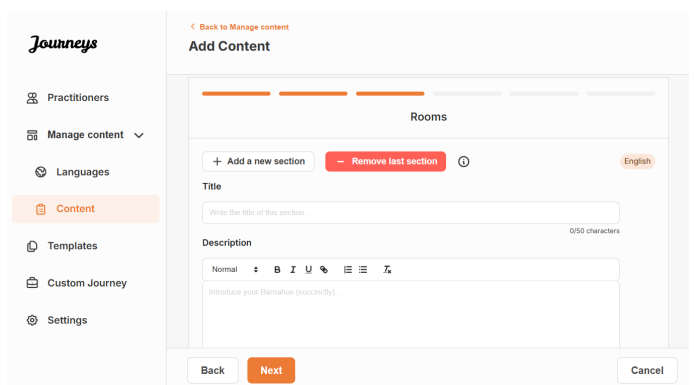 Journeys
Practitioners
Manage content
Languages
Content
Templates
Custom Journey
Settings
Back to Manage content
Add Content
Rooms
Add a new section
Remove last section
English
Title
Write the title of this section...
0/50 characters
Description
Normal B I U
Introduce your Barnahus (succinctly)...
Back Next Cancel